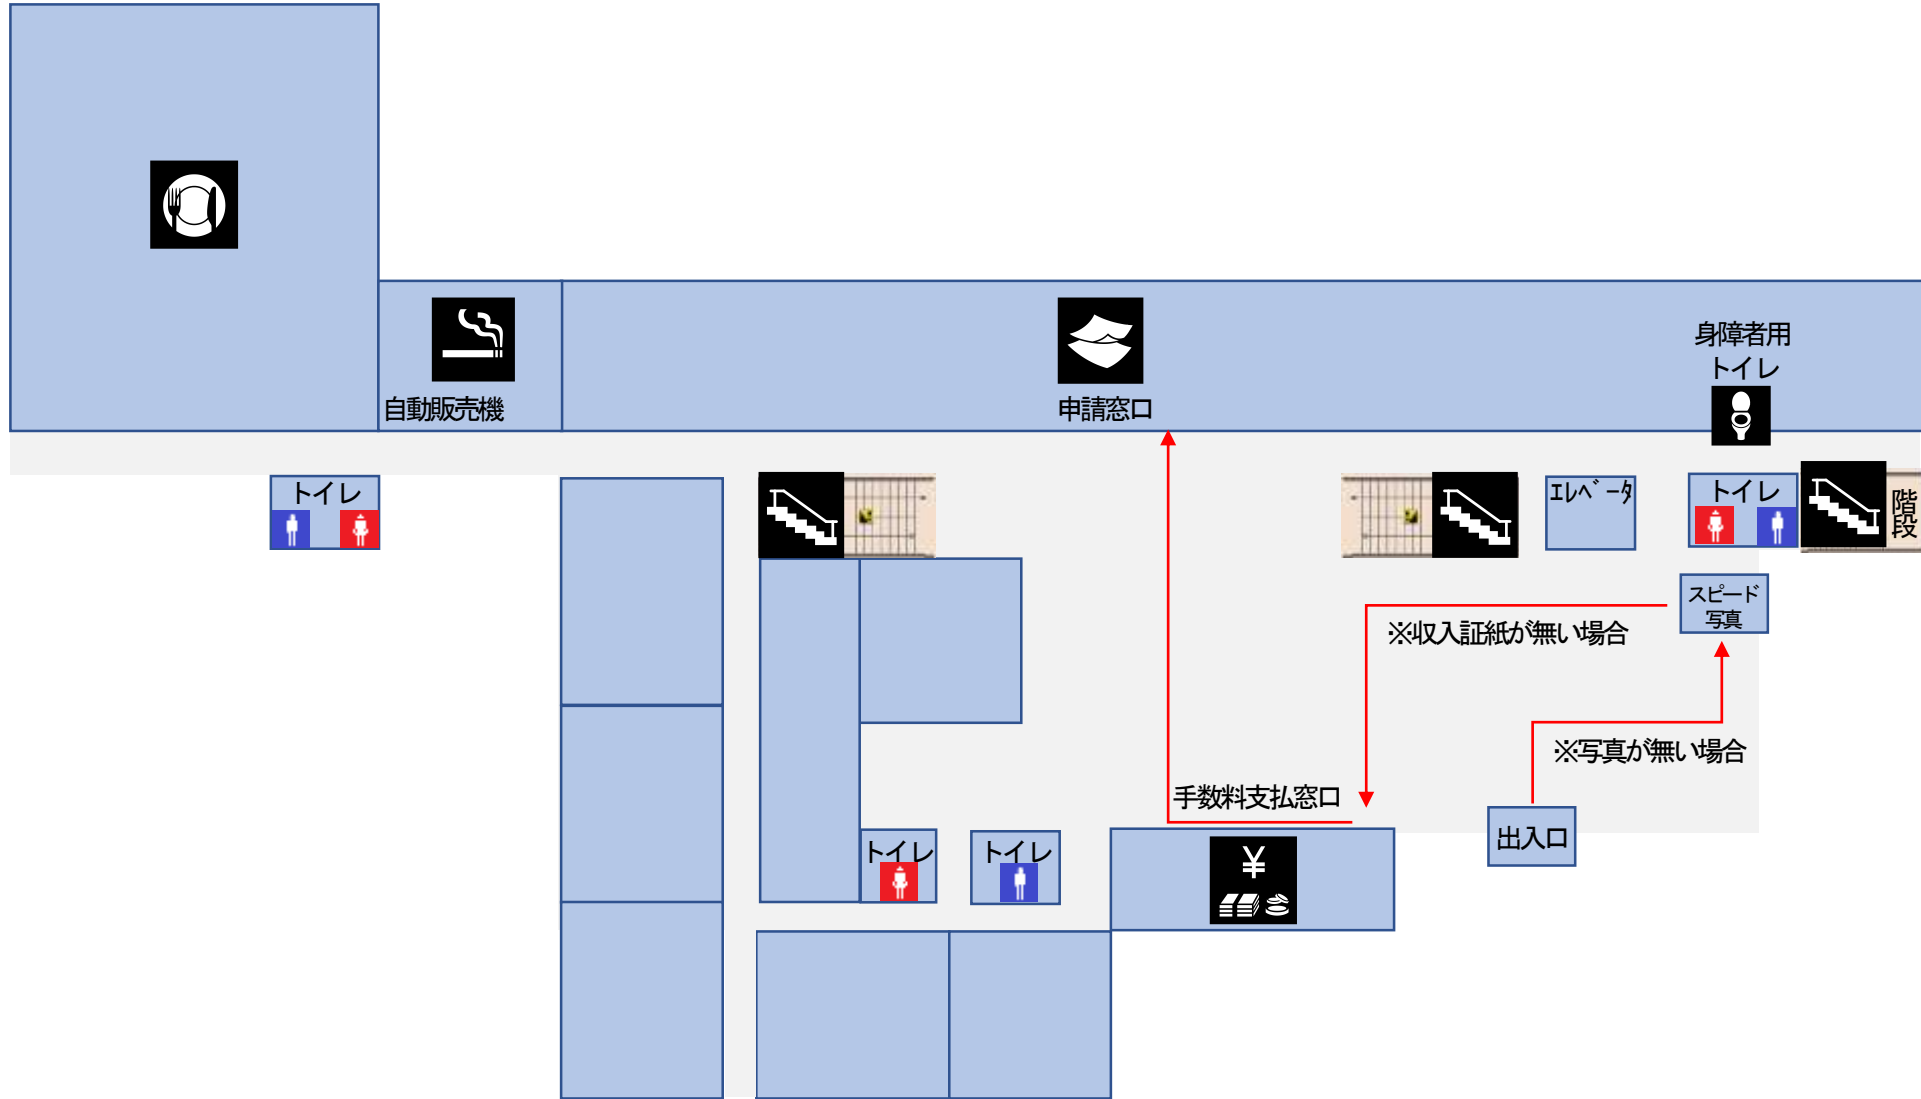 身障者用
トイレ
自動販売機
申請窓口
トイレ
エレベータ
トイレ
階段
スピード
写真
※収入証紙が無い場合
※写真が無い場合
手数料支払窓口
出入口
トイレ
トイレ
¥